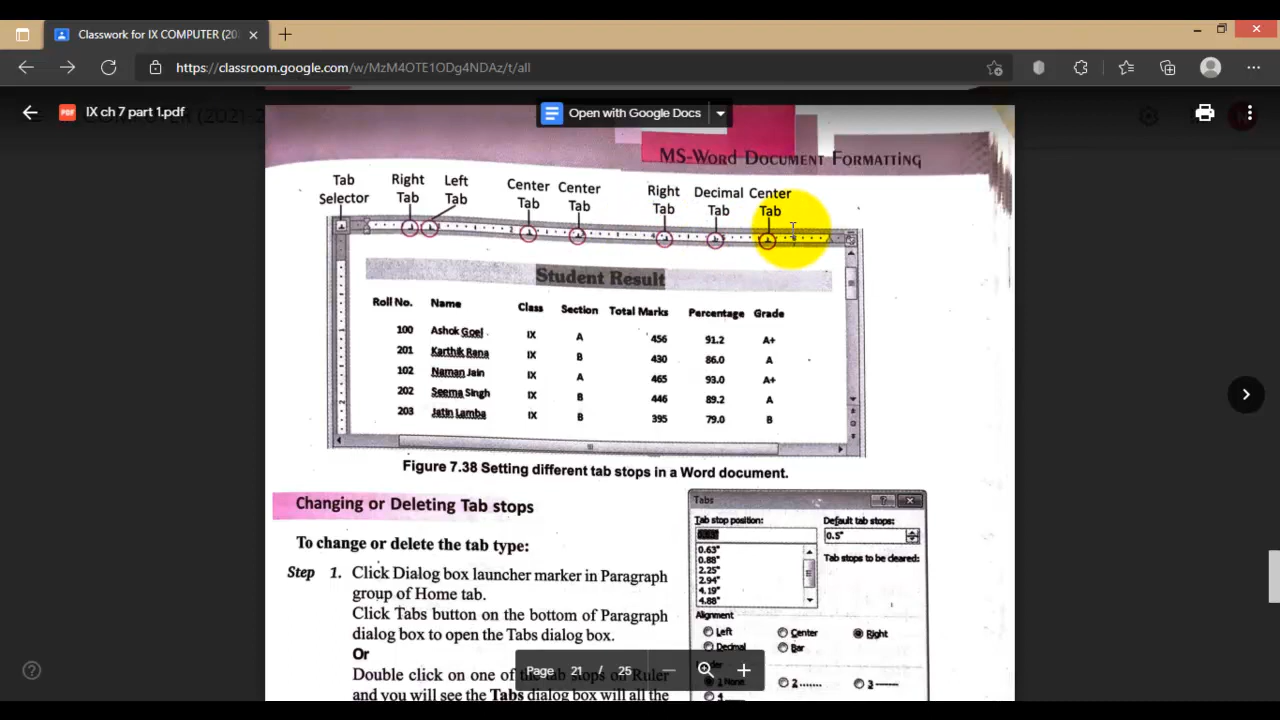 Classwork for IX COMPUTER (20
https://classroom.google.com/w/MzM4OTE1ODg4NDAz/t/all
IX ch 7 part 1.pdf
Open with Google Docs
MS-Word Document Formatting
Tab Selector
Right Tab
Left Tab
Center Tab
Center Tab
Right Tab
Decimal Tab
Center Tab
Student Result
Roll No. Name Class Section Total Marks Percentage Grade
100 Ashok Goel IX A 456 91.2 A+
201 Karthik Rana IX B 430 86.0 A
102 Naman Jain IX A 465 93.0 A+
202 Seema Singh IX B 446 89.2 A
203 Jatin Lamba IX B 395 79.0 B
Figure 7.38 Setting different tab stops in a Word document.
Changing or Deleting Tab stops
To change or delete the tab type:
Step 1. Click Dialog box launcher marker in Paragraph
group of Home tab.
Click Tabs button on the bottom of Paragraph
dialog box to open the Tabs dialog box.
Or
Double click on one of the tab stops on Ruler
and you will see the Tabs dialog box will all the
Tabs
Tab stop position: Default tab stops:
0.5"
0.63"
0.88"
2.25"
2.94"
4.19"
4.88"
Tab stops to be cleared:
Alignment
Left Center Right
Decimal Bar
1 None 2 ....... 3 -----
4
Page 21 / 25